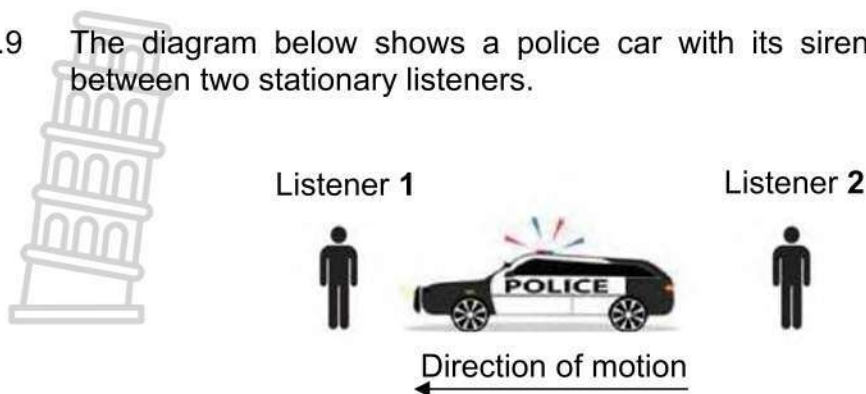 .9 The diagram below shows a police car with its siren
between two stationary listeners.
Listener 1
Listener 2
POLICE
Direction of motion